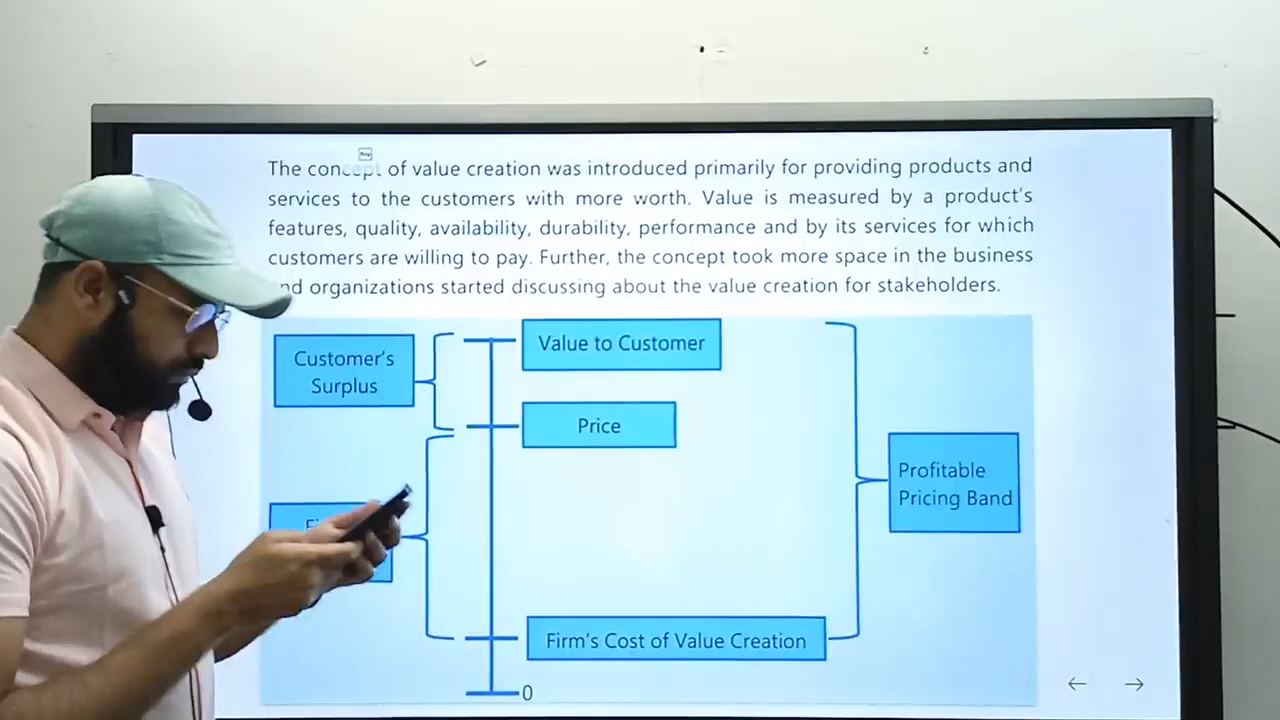 The concept of value creation was introduced primarily for providing products and
services to the customers with more worth. Value is measured by a product's
features, quality, availability, durability, performance and by its services for which
customers are willing to pay. Further, the concept took more space in the business
nd organizations started discussing about the value creation for stakeholders.
Customer's
Surplus
Value to Customer
Price
Profitable
Pricing Band
Firm's Cost of Value Creation
0